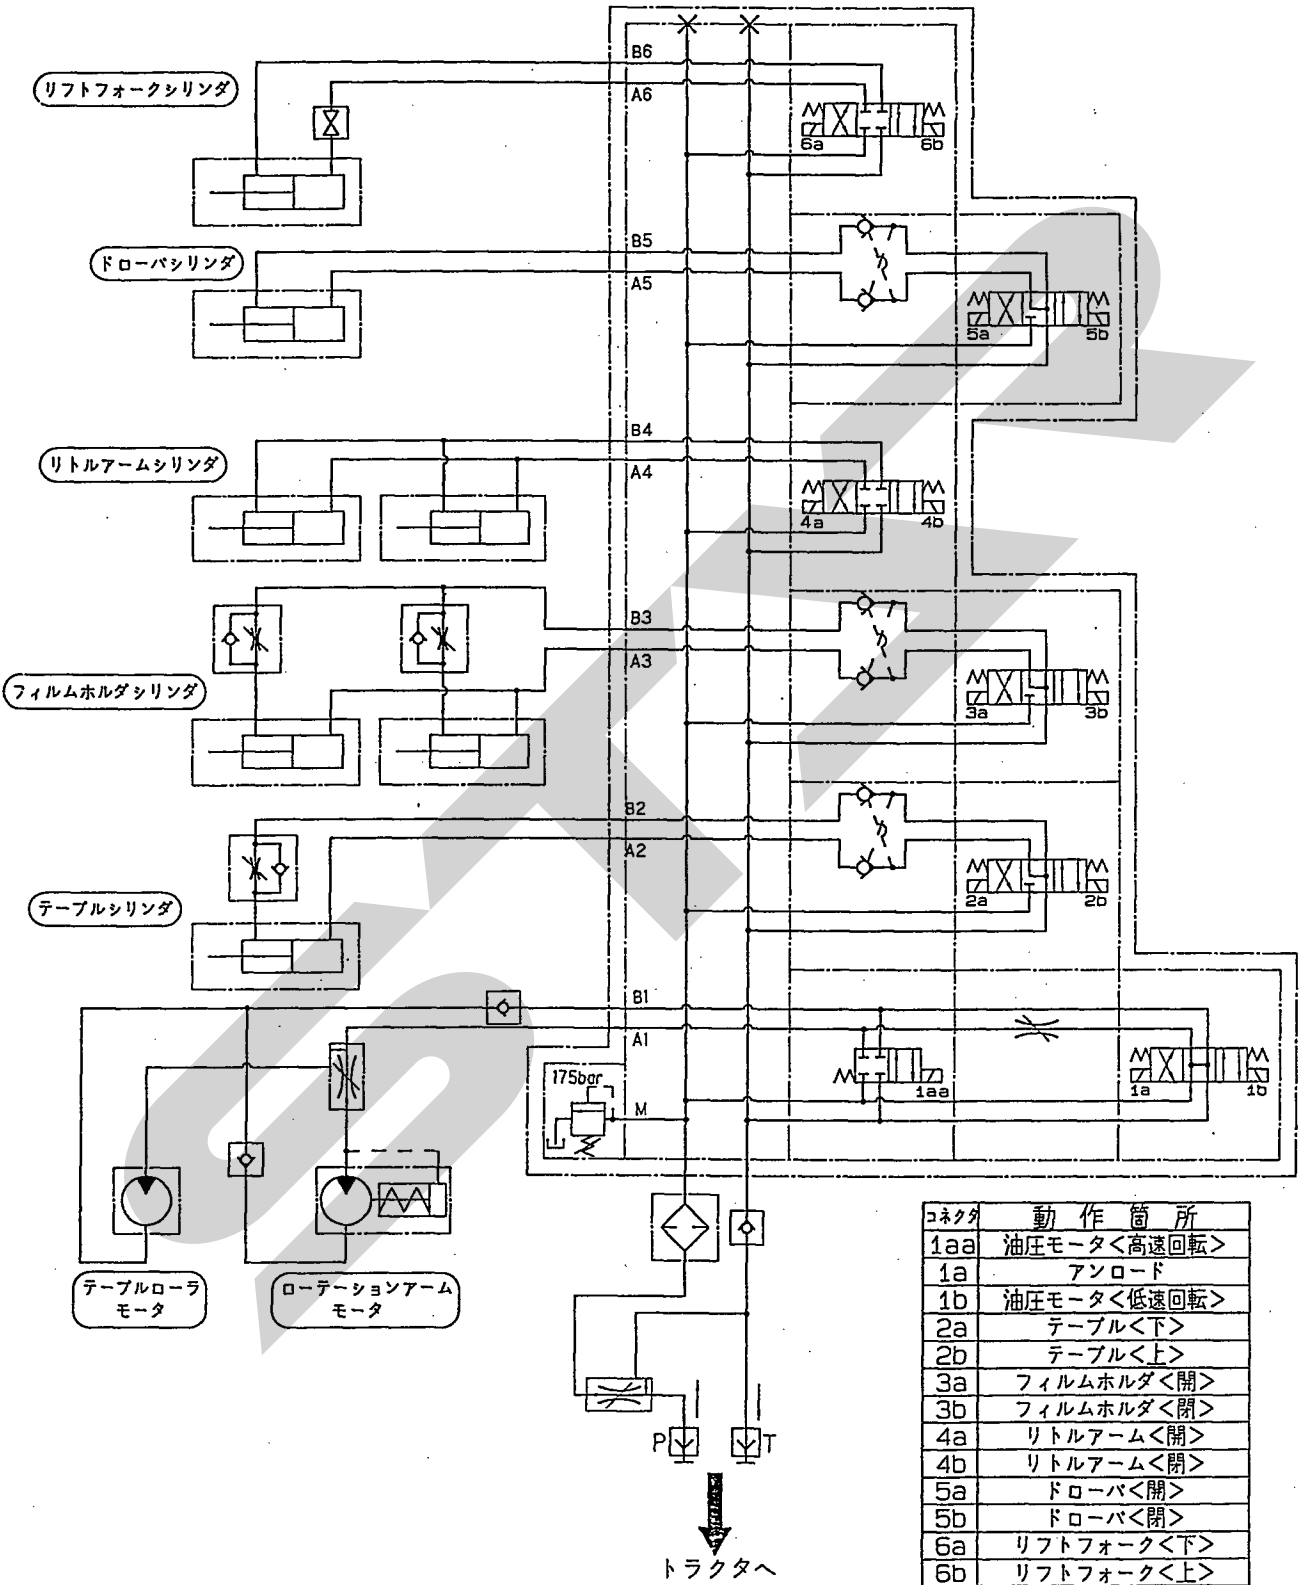 B6
リフトフォークシリンダ
A6
6a
6b
B5
ドローバシリンダ
A5
5a
5b
B4
リトルアームシリンダ
A4
4a
4b
B3
A3
フィルムホルダシリンダ
3a
3b
B2
A2
テーブルシリンダ
2a
2b
B1
A1
175bar
1aa
1a
1b
M
テーブルローラ
モータ
ローテーションアーム
モータ
P
T
トラクタへ
コネクタ 動作箇所
1aa 油圧モータ<高速回転>
1a アンロード
1b 油圧モータ<低速回転>
2a テーブル<下>
2b テーブル<上>
3a フィルムホルダ<開>
3b フィルムホルダ<閉>
4a リトルアーム<開>
4b リトルアーム<閉>
5a ドローバ<開>
5b ドローバ<閉>
6a リフトフォーク<下>
6b リフトフォーク<上>
STAR